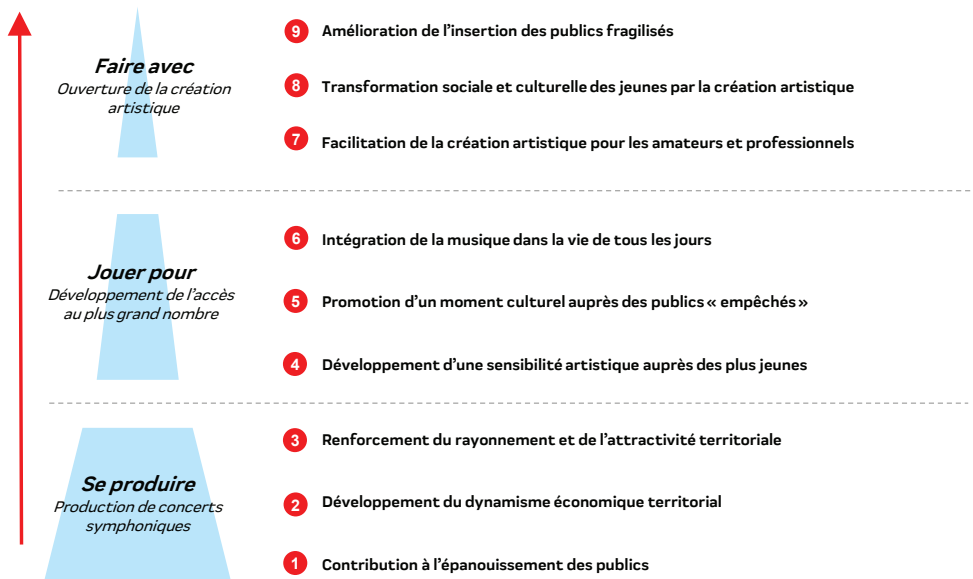 9 Amélioration de l'insertion des publics fragilisés
Faire avec
Ouverture de la création
artistique
8 Transformation sociale et culturelle des jeunes par la création artistique
7 Facilitation de la création artistique pour les amateurs et professionnels
6 Intégration de la musique dans la vie de tous les jours
Jouer pour
Développement de l'accès
au plus grand nombre
5 Promotion d'un moment culturel auprès des publics « empêchés »
4 Développement d'une sensibilité artistique auprès des plus jeunes
3 Renforcement du rayonnement et de l'attractivité territoriale
Se produire
Production de concerts
symphoniques
2 Développement du dynamisme économique territorial
1 Contribution à l'épanouissement des publics